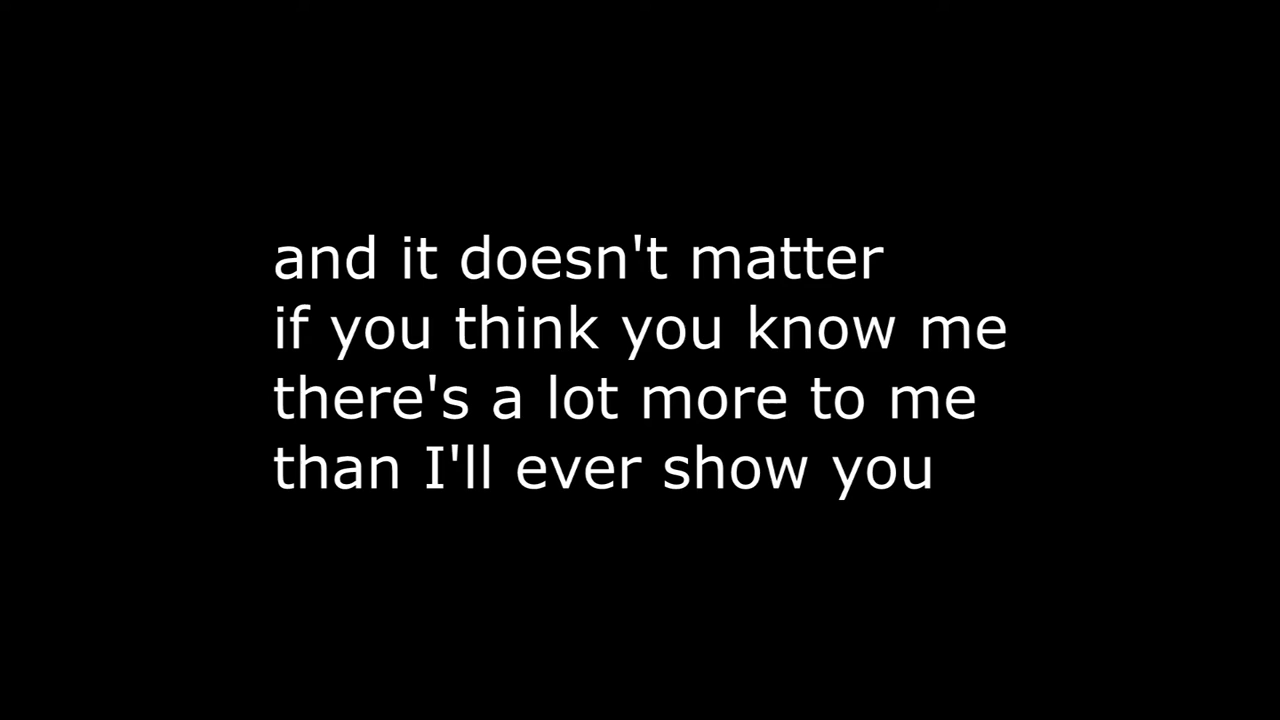 and it doesn't matter
if you think you know me
there's a lot more to me
than I'll ever show you